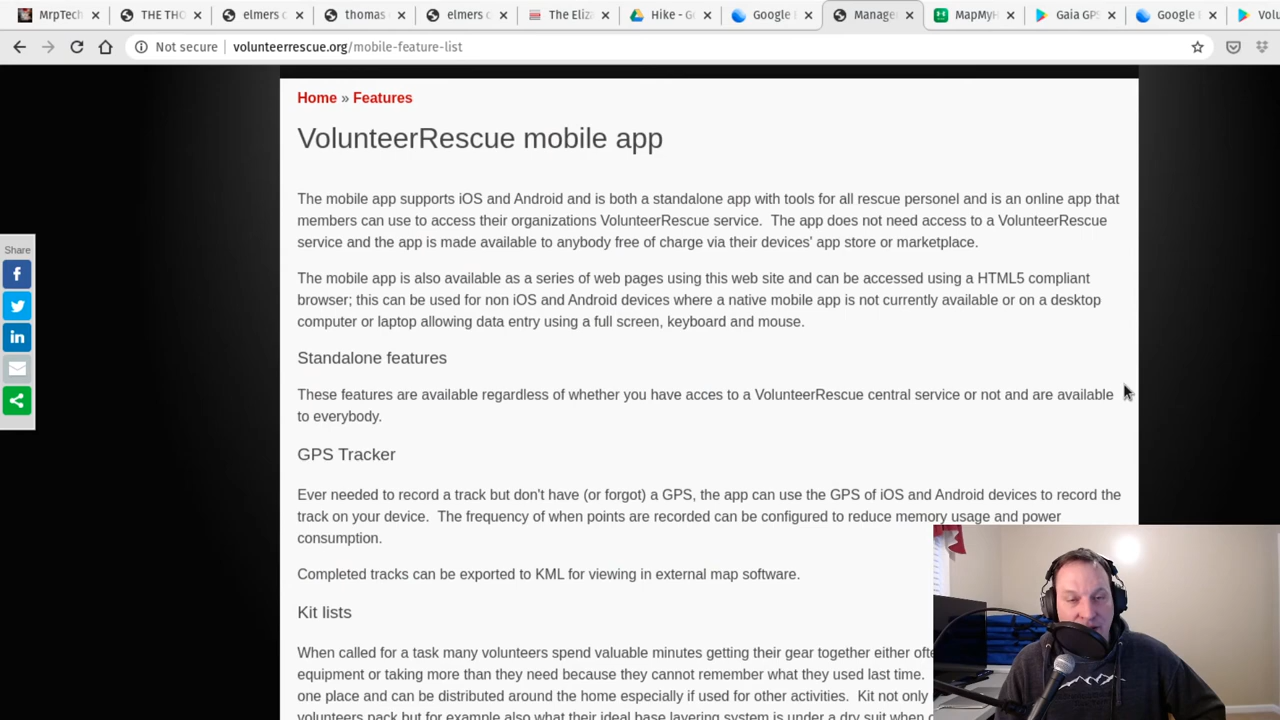 MrpTech
THE THO
elmers c
thomas
elmers c
The Eliza
Hike - G
Google
Manage
MapMyH
Gaia GPS
Google
Volu
Not secure
volunteerrescue.org/mobile-feature-list
Home » Features
VolunteerRescue mobile app
The mobile app supports iOS and Android and is both a standalone app with tools for all rescue personel and is an online app that
members can use to access their organizations VolunteerRescue service. The app does not need access to a VolunteerRescue
service and the app is made available to anybody free of charge via their devices' app store or marketplace.
Share
The mobile app is also available as a series of web pages using this web site and can be accessed using a HTML5 compliant
browser; this can be used for non iOS and Android devices where a native mobile app is not currently available or on a desktop
computer or laptop allowing data entry using a full screen, keyboard and mouse.
Standalone features
These features are available regardless of whether you have acces to a VolunteerRescue central service or not and are available
to everybody.
GPS Tracker
Ever needed to record a track but don't have (or forgot) a GPS, the app can use the GPS of iOS and Android devices to record the
track on your device. The frequency of when points are recorded can be configured to reduce memory usage and power
consumption.
Completed tracks can be exported to KML for viewing in external map software.
Kit lists
When called for a task many volunteers spend valuable minutes getting their gear together either
equipment or taking more than they need because they cannot remember what they used last time.
one place and can be distributed around the home especially if used for other activities. Kit not only
volunteers pack but for example also what their ideal base layering system is under a dry suit when